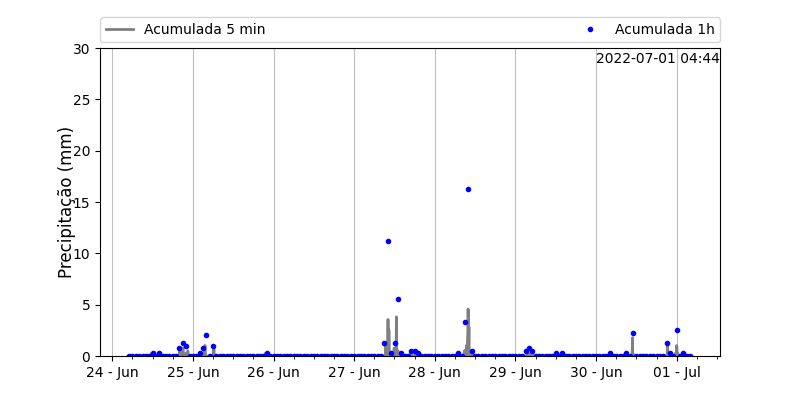 Acumulada 5 min
Acumulada 1h
2022-07-01 04:44
Precipitação (mm)
30
25
20
15
10
5
0
24 - Jun
25 - Jun
26 - Jun
27 - Jun
28 - Jun
29 - Jun
30 - Jun
01 - Jul